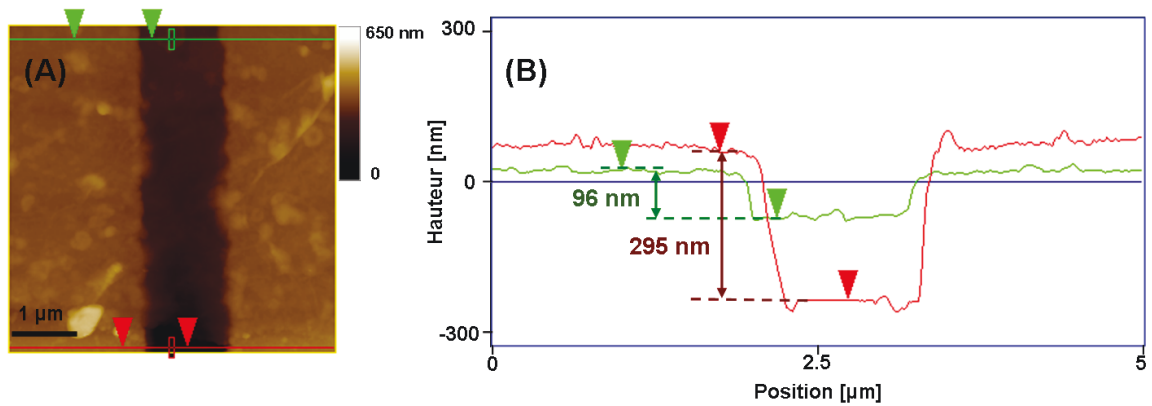 (A)
650 nm
0
1 µm
(B)
Hauteur [nm]
300
0
-300
96 nm
295 nm
0
2.5
5
Position [µm]